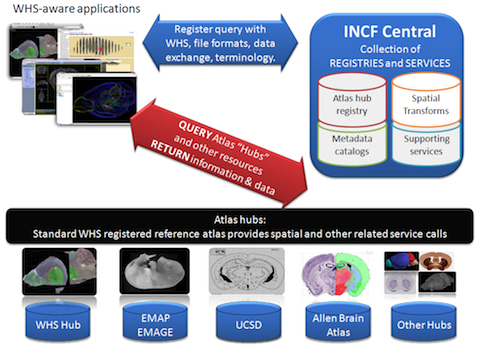 WHS-aware applications
Register query with
WHS, file formats, data
exchange, terminology.
INCF Central
Collection of
REGISTRIES and SERVICES
Atlas hub
registry
Spatial
Transforms
Metadata
catalogs
Supporting
services
QUERY Atlas "Hubs"
and other resources
RETURN information & data
Atlas hubs:
Standard WHS registered reference atlas provides spatial and other related service calls
WHS Hub
EMAP
EMAGE
UCSD
Allen Brain
Atlas
Other Hubs